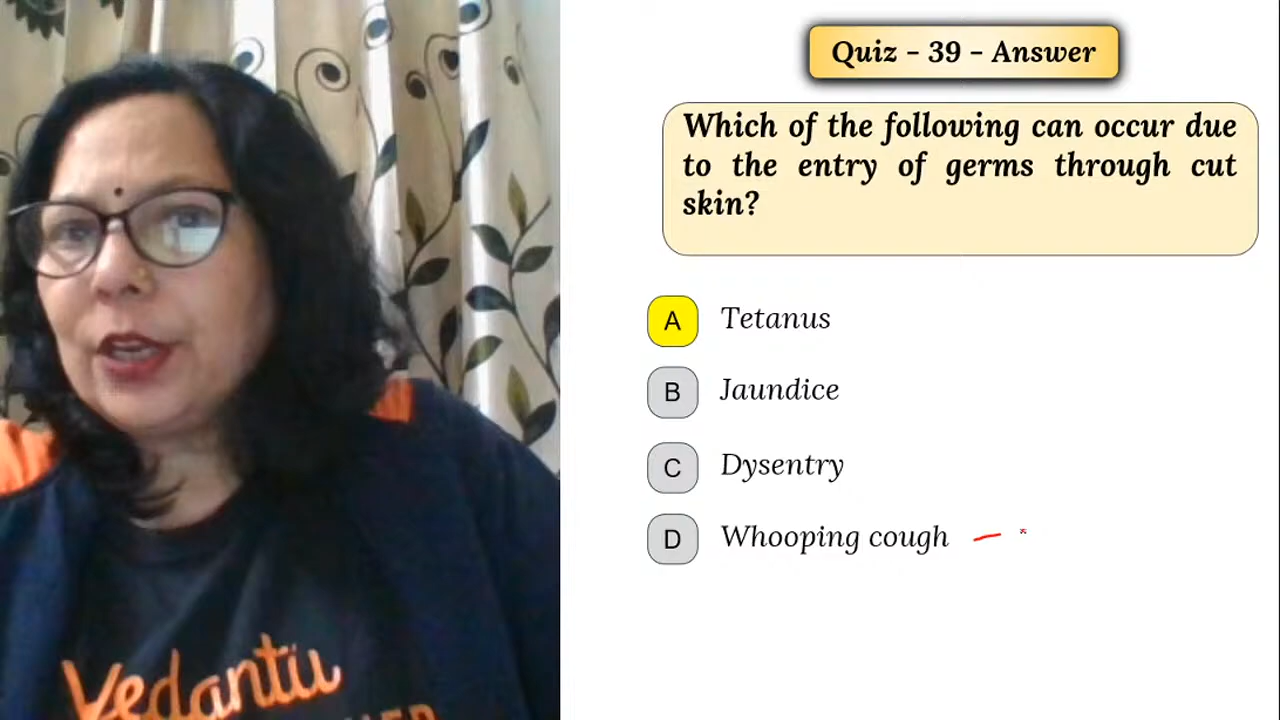 Quiz - 39 - Answer
Which of the following can occur due
to the entry of germs through cut
skin?
A Tetanus
B Jaundice
C Dysentry
D Whooping cough
Vedantu